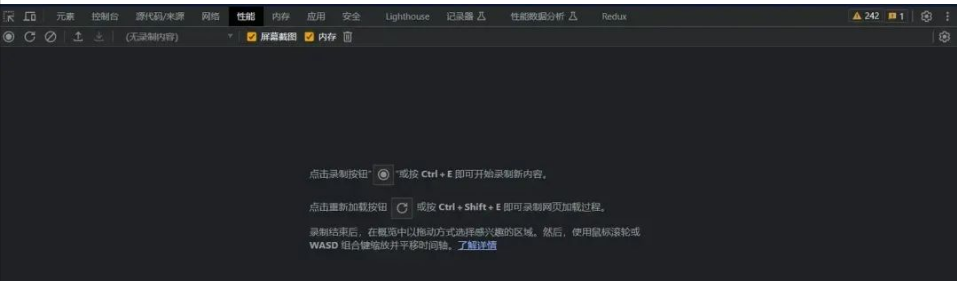 元素 控制台 源代码/来源 网络 性能 内存 应用 安全 Lighthouse 记录器 性能数据分析 Redux 242 1
(无录制内容) 屏幕截图 内存
点击录制按钮“ ”或按 Ctrl + E 即可开始录制新内容。
点击重新加载按钮 或按 Ctrl + Shift + E 即可录制网页加载过程。
录制结束后，在概览中以拖动方式选择感兴趣的区域。然后，使用鼠标滚轮或
WASD 组合键缩放并平移时间轴。了解详情